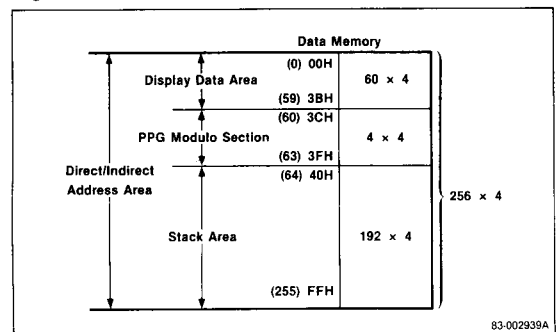 Data Memory
(0) 00H
Display Data Area
60 × 4
(59) 3BH
(60) 3CH
PPG Modulo Section
4 × 4
(63) 3FH
Direct/Indirect
Address Area
(64) 40H
256 × 4
Stack Area
192 × 4
(255) FFH
83-002939A